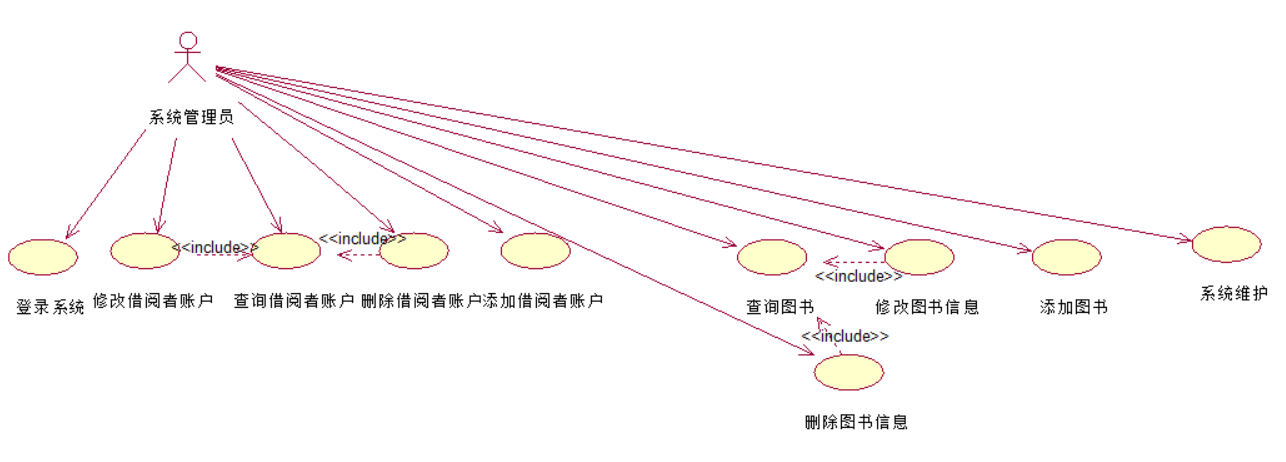 系统管理员
<<include>>
<<include>>
登录系统
修改借阅者账户
查询借阅者账户
删除借阅者账户
添加借阅者账户
<<include>>
查询图书
修改图书信息
添加图书
系统维护
<<include>>
删除图书信息